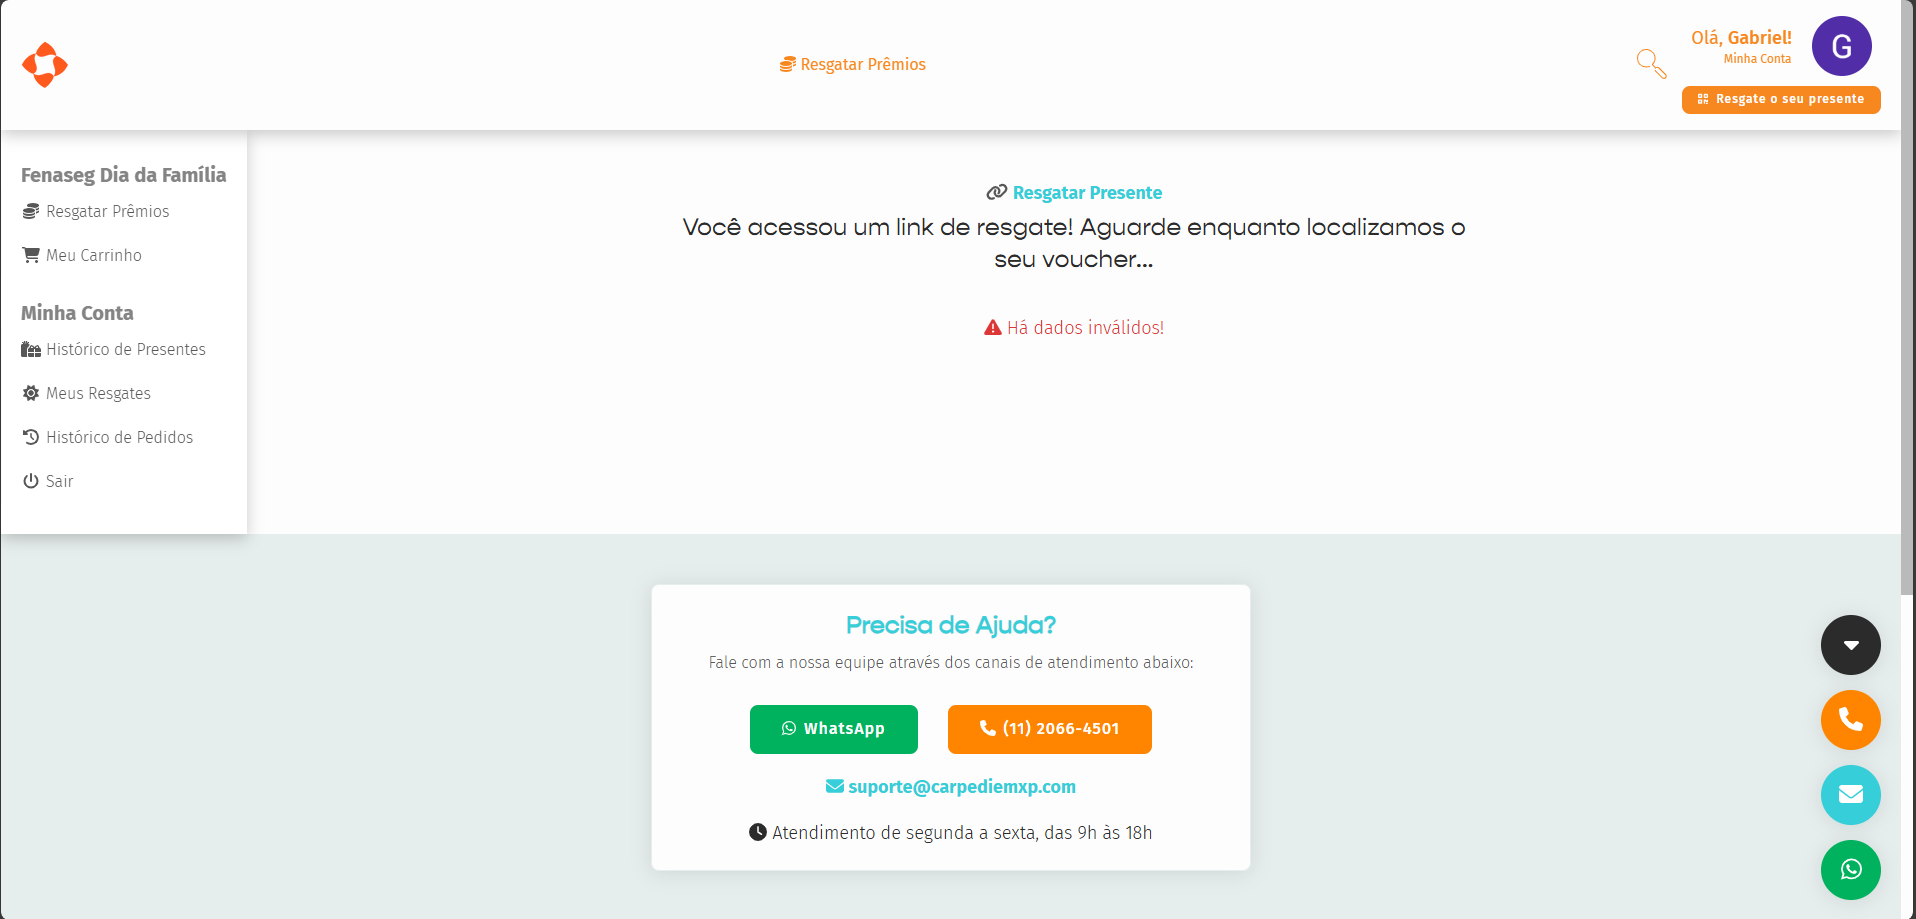 Resgatar Prêmios
Olá, Gabriel!
Minha Conta
G
Resgate o seu presente
Fenaseg Dia da Família
Resgatar Prêmios
Meu Carrinho
Minha Conta
Histórico de Presentes
Meus Resgates
Histórico de Pedidos
Sair
Resgatar Presente
Você acessou um link de resgate! Aguarde enquanto localizamos o
seu voucher...
Há dados inválidos!
Precisa de Ajuda?
Fale com a nossa equipe através dos canais de atendimento abaixo:
WhatsApp
(11) 2066-4501
suporte@carpediemxp.com
Atendimento de segunda a sexta, das 9h às 18h